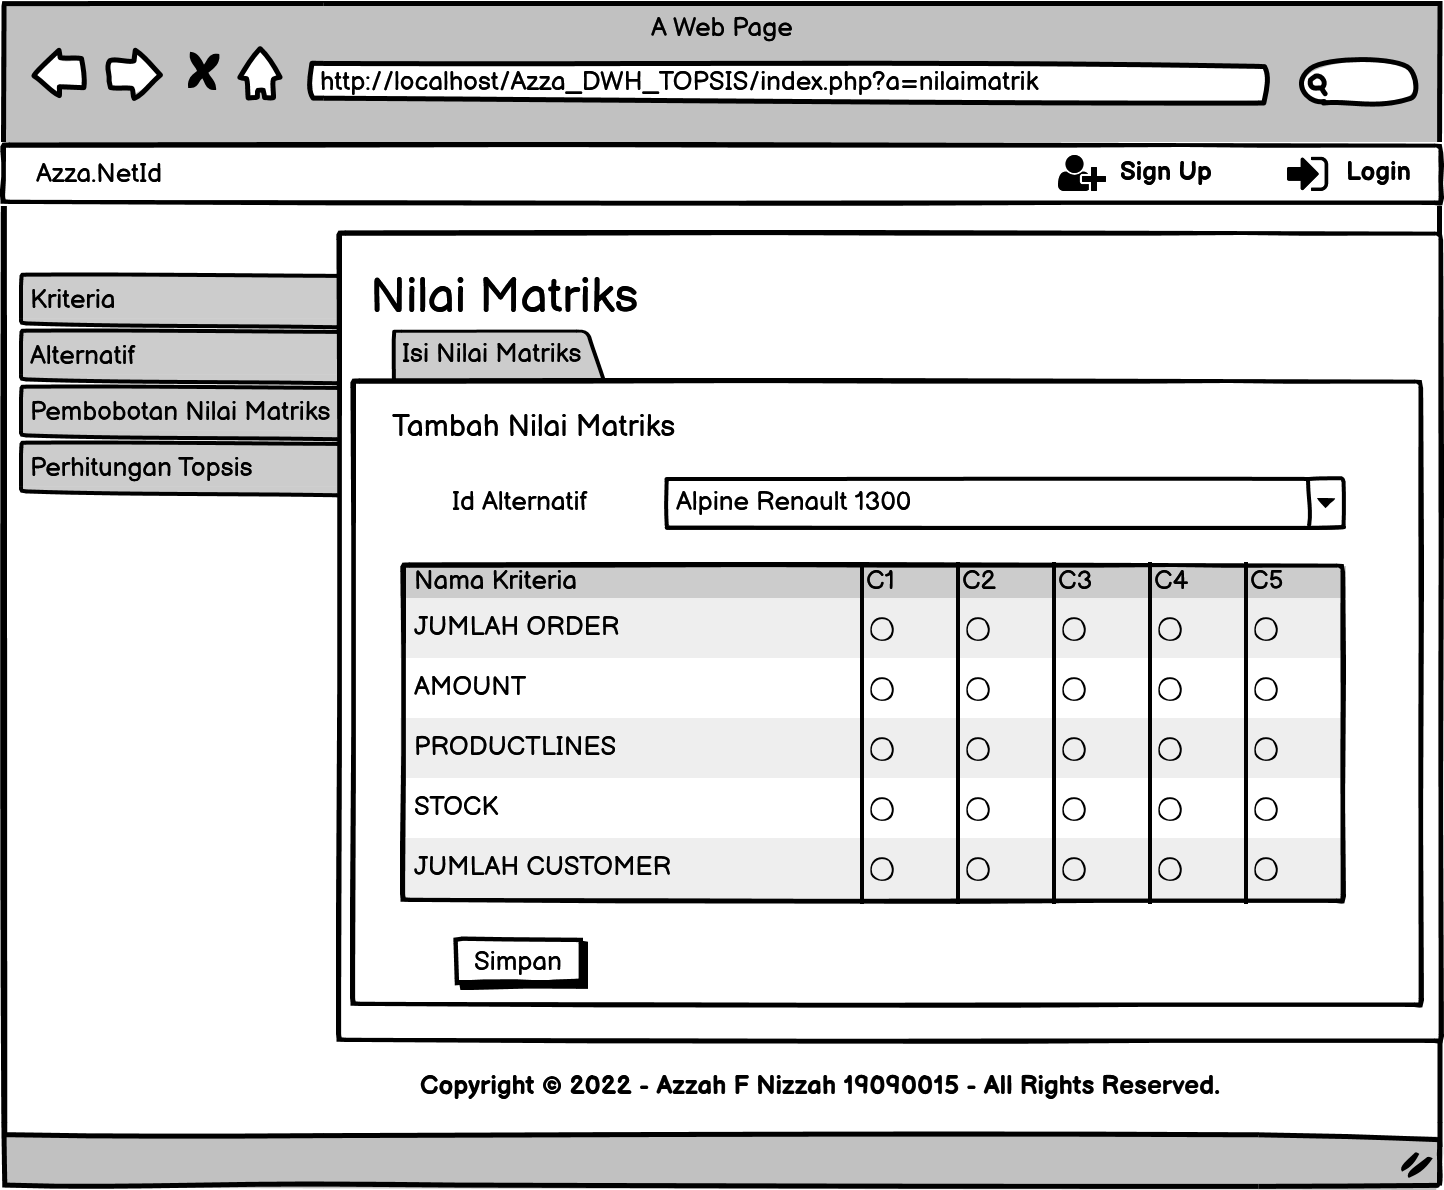 A Web Page
http://localhost/Azza_DWH_TOPSIS/index.php?a=nilaimatrik
Azza.NetId
Sign Up
Login
Kriteria
Alternatif
Pembobotan Nilai Matriks
Perhitungan Topsis
Nilai Matriks
Isi Nilai Matriks
Tambah Nilai Matriks
Id Alternatif
Alpine Renault 1300
Nama Kriteria C1 C2 C3 C4 C5
JUMLAH ORDER
AMOUNT
PRODUCTLINES
STOCK
JUMLAH CUSTOMER
Simpan
Copyright © 2022 - Azzah F Nizzah 19090015 - All Rights Reserved.